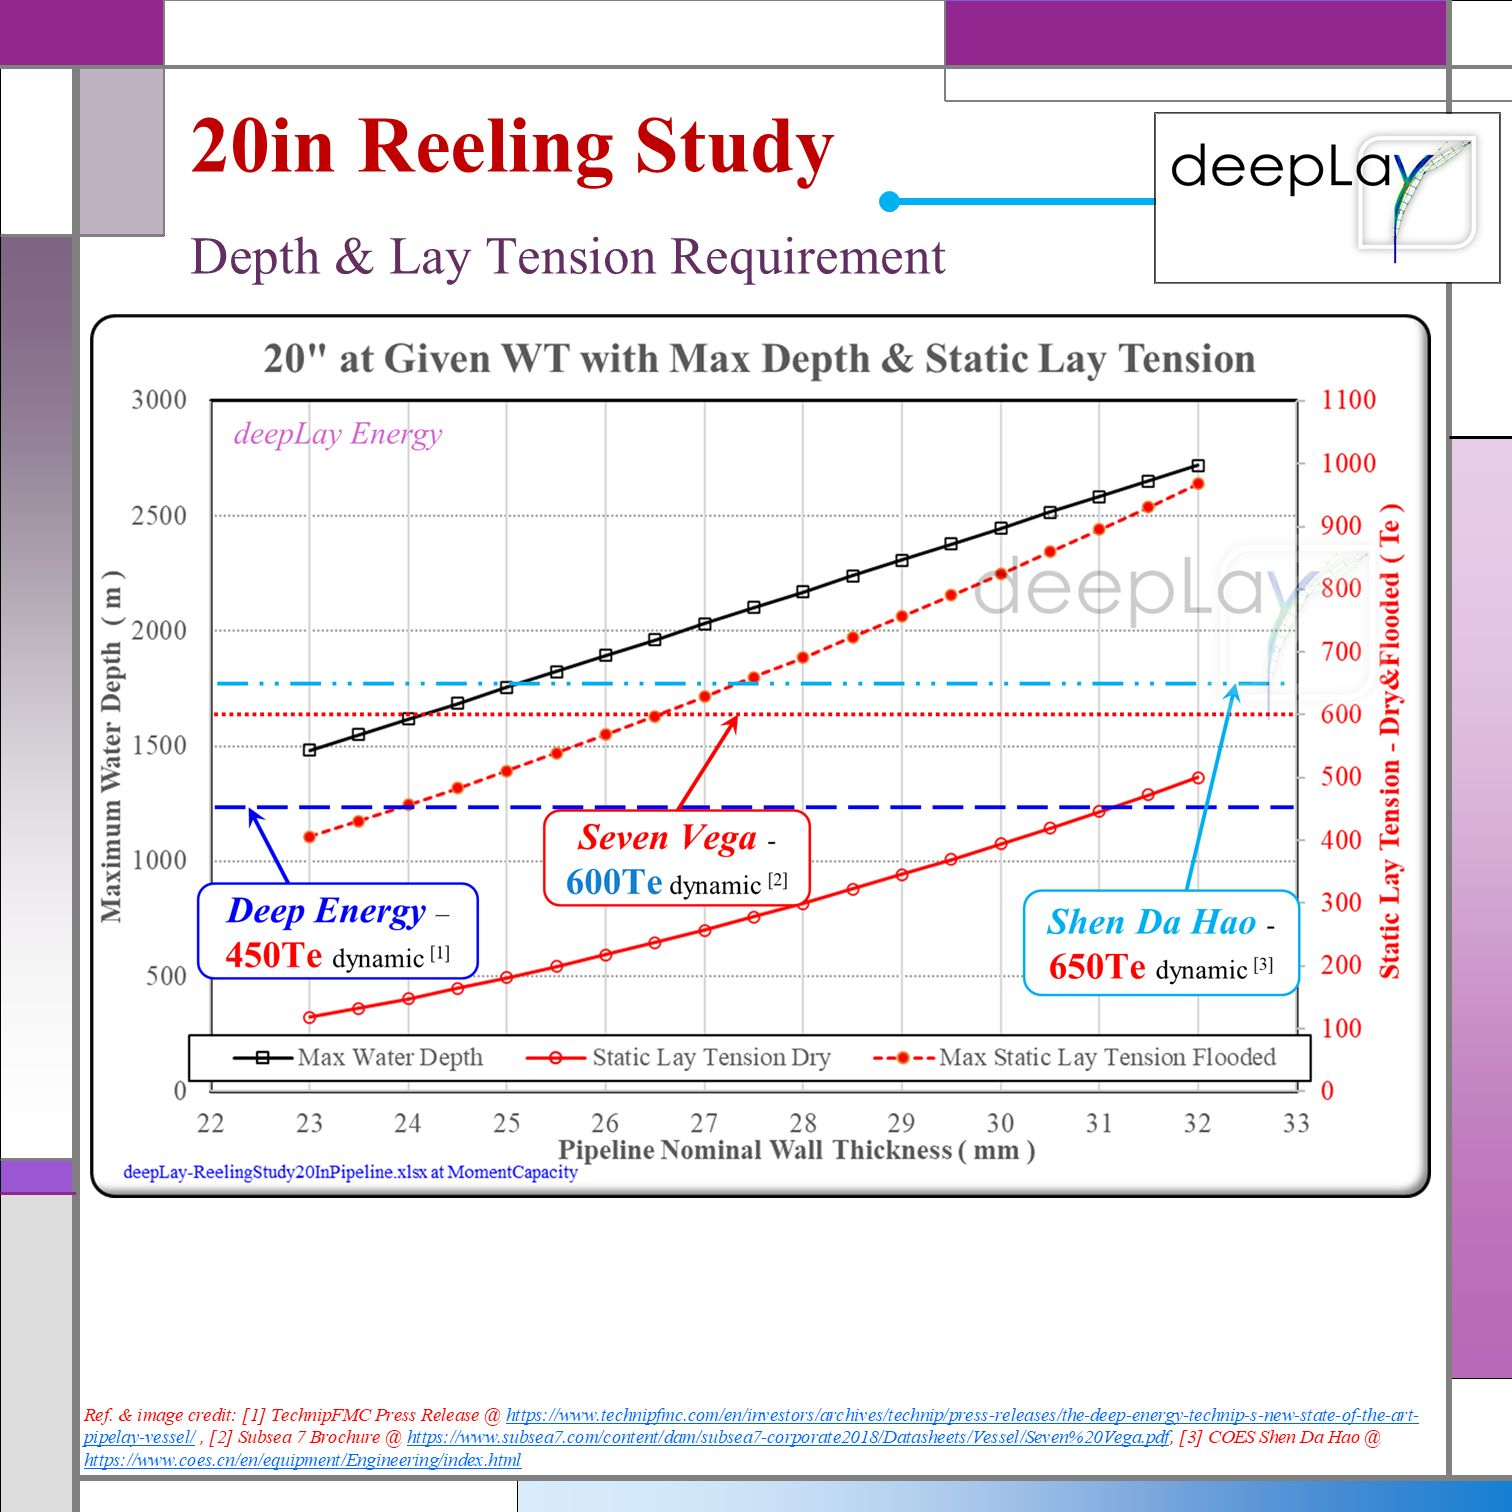 20in Reeling Study
deepLay
Depth & Lay Tension Requirement
20" at Given WT with Max Depth & Static Lay Tension
deepLay Energy
3000
2500
2000
1500
1000
500
0
Maximum Water Depth ( m )
1100
1000
900
800
700
600
500
400
300
200
100
0
Static Lay Tension - Dry&Flooded ( Te )
deepLay
Seven Vega -
600Te dynamic [2]
Deep Energy –
450Te dynamic [1]
Shen Da Hao -
650Te dynamic [3]
Max Water Depth Static Lay Tension Dry Max Static Lay Tension Flooded
22 23 24 25 26 27 28 29 30 31 32 33
Pipeline Nominal Wall Thickness ( mm )
deepLay-ReelingStudy20InPipeline.xlsx at MomentCapacity
Ref. & image credit: [1] TechnipFMC Press Release @ https://www.technipfmc.com/en/investors/archives/technip/press-releases/the-deep-energy-technip-s-new-state-of-the-art-
pipelay-vessel/ , [2] Subsea 7 Brochure @ https://www.subsea7.com/content/dam/subsea7-corporate2018/Datasheets/Vessel/Seven%20Vega.pdf, [3] COES Shen Da Hao @
https://www.coes.cn/en/equipment/Engineering/index.html